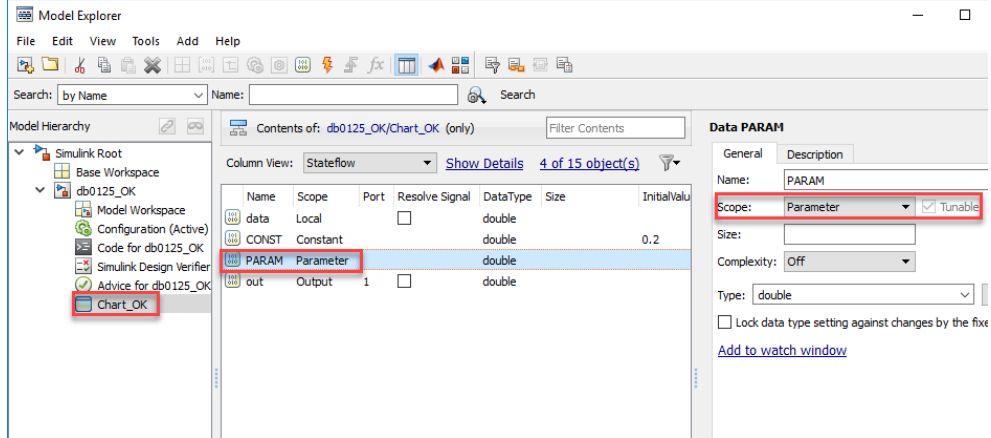 Model Explorer
File Edit View Tools Add Help
Search: by Name Name: Search
Model Hierarchy
Simulink Root
Base Workspace
db0125_OK
Model Workspace
Configuration (Active)
Code for db0125_OK
Simulink Design Verifier
Advice for db0125_OK
Chart_OK
Contents of: db0125_OK/Chart_OK (only) Filter Contents
Column View: Stateflow Show Details 4 of 15 object(s)
Name Scope Port Resolve Signal DataType Size InitialValu
data Local double
CONST Constant double 0.2
PARAM Parameter double
out Output 1 double
Data PARAM
General Description
Name: PARAM
Scope: Parameter Tunable
Size:
Complexity: Off
Type: double
Lock data type setting against changes by the fixe
Add to watch window